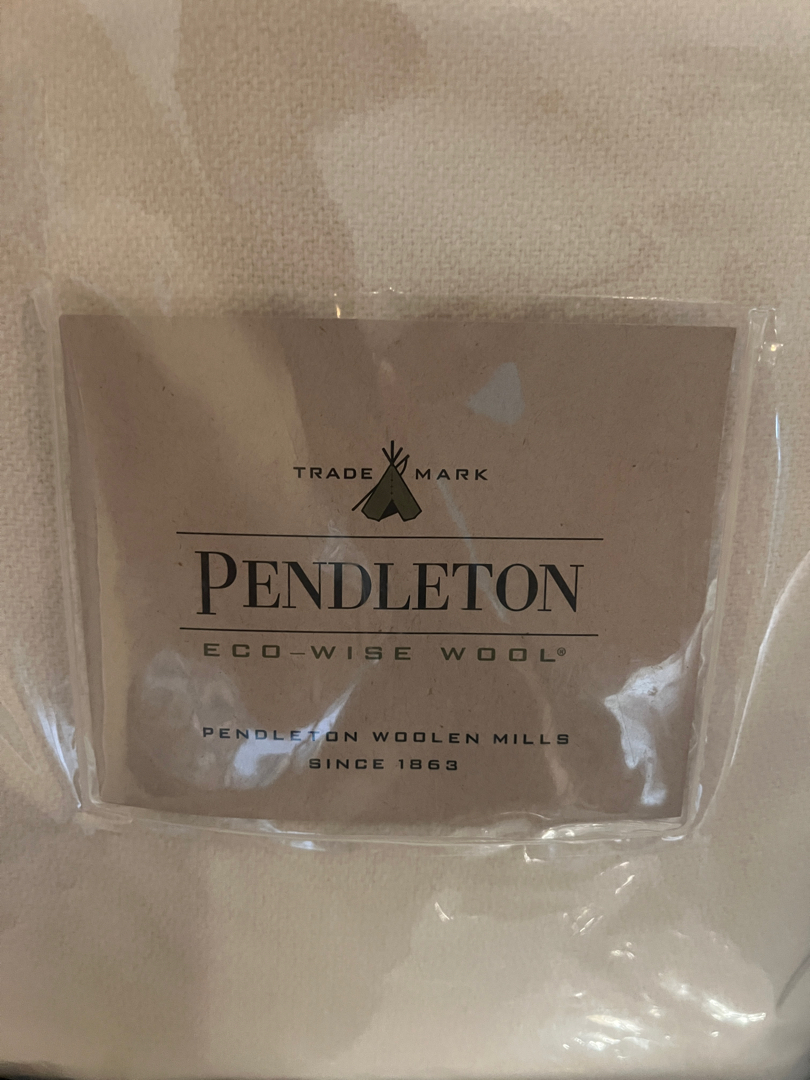 TRADE MARK
PENDLETON
ECO-WISE WOOL®
PENDLETON WOOLEN MILLS
SINCE 1863